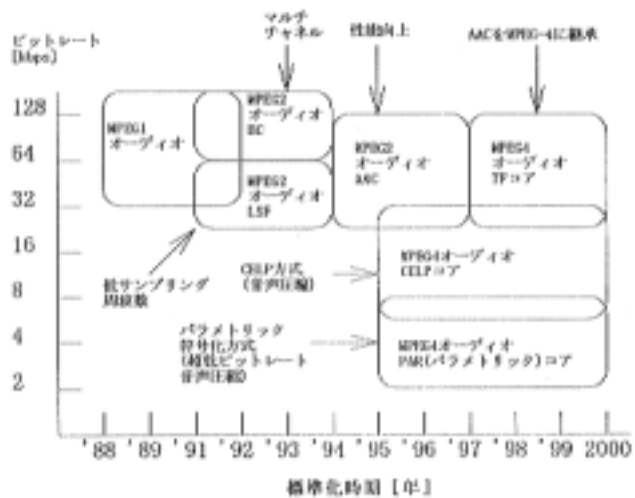 マルチ
チャネル
性能向上
AACをMPEG-4に継承
ビットレート
[kbps]
128
64
32
16
8
4
2
MPEG1
オーディオ
MPEG2
オーディオ
BC
MPEG2
オーディオ
LSF
MPEG2
オーディオ
AAC
MPEG4
オーディオ
TFコア
低サンプリング
周波数
CELP方式
(音声圧縮)
MPEG4オーディオ
CELPコア
パラメトリック
符号化方式
(超低ビットレート
音声圧縮)
MPEG4オーディオ
PAR(パラメトリック)コア
'88 '89 '91 '92 '93 '94 '95 '96 '97 '98 '99 2000
標準化時期 [年]